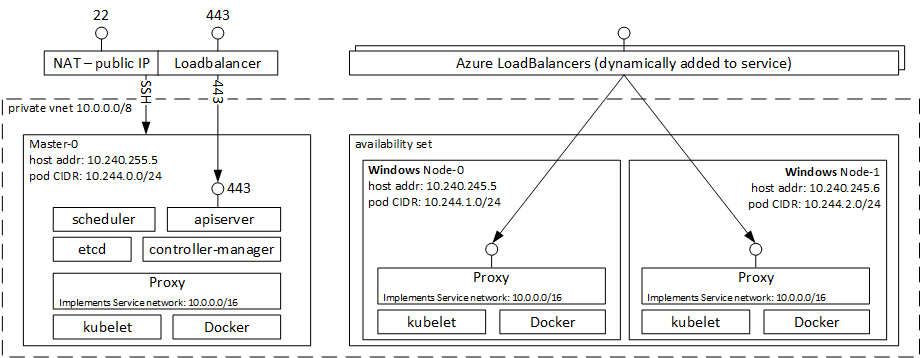 22
443
NAT – public IP
Loadbalancer
Azure LoadBalancers (dynamically added to service)
SSH
443
private vnet 10.0.0.0/8
Master-0
host addr: 10.240.255.5
pod CIDR: 10.244.0.0/24
443
scheduler
apiserver
etcd
controller-manager
Proxy
Implements Service network: 10.0.0.0/16
kubelet
Docker
availability set
Windows Node-0
host addr: 10.240.245.5
pod CIDR: 10.244.1.0/24
Proxy
Implements Service network: 10.0.0.0/16
kubelet
Docker
Windows Node-1
host addr: 10.240.245.6
pod CIDR: 10.244.2.0/24
Proxy
Implements Service network: 10.0.0.0/16
kubelet
Docker